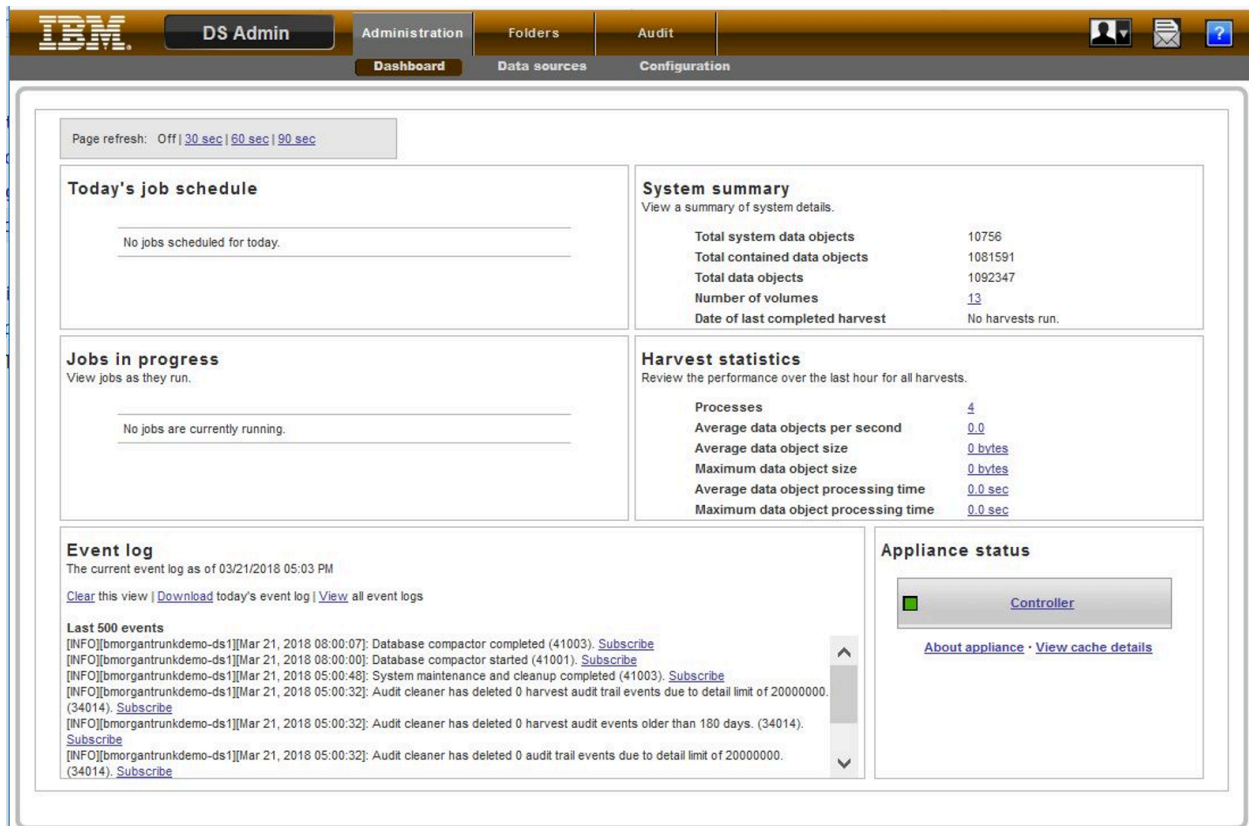 IBM. DS Admin Administration Folders Audit ?
Dashboard Data sources Configuration
Page refresh: Off | 30 sec | 60 sec | 90 sec
Today's job schedule
No jobs scheduled for today.
System summary
View a summary of system details.
Total system data objects 10756
Total contained data objects 1081591
Total data objects 1092347
Number of volumes 13
Date of last completed harvest No harvests run.
Jobs in progress
View jobs as they run.
No jobs are currently running.
Harvest statistics
Review the performance over the last hour for all harvests.
Processes 4
Average data objects per second 0.0
Average data object size 0 bytes
Maximum data object size 0 bytes
Average data object processing time 0.0 sec
Maximum data object processing time 0.0 sec
Event log
The current event log as of 03/21/2018 05:03 PM
Clear this view | Download today's event log | View all event logs
Last 500 events
[INFO][bmorgantrunkdemo-ds1][Mar 21, 2018 08:00:07]: Database compactor completed (41003). Subscribe
[INFO][bmorgantrunkdemo-ds1][Mar 21, 2018 08:00:00]: Database compactor started (41001). Subscribe
[INFO][bmorgantrunkdemo-ds1][Mar 21, 2018 05:00:48]: System maintenance and cleanup completed (41003). Subscribe
[INFO][bmorgantrunkdemo-ds1][Mar 21, 2018 05:00:32]: Audit cleaner has deleted 0 harvest audit trail events due to detail limit of 20000000.
(34014). Subscribe
[INFO][bmorgantrunkdemo-ds1][Mar 21, 2018 05:00:32]: Audit cleaner has deleted 0 harvest audit events older than 180 days. (34014).
Subscribe
[INFO][bmorgantrunkdemo-ds1][Mar 21, 2018 05:00:32]: Audit cleaner has deleted 0 audit trail events due to detail limit of 20000000.
(34014). Subscribe
Appliance status
Controller
About appliance · View cache details